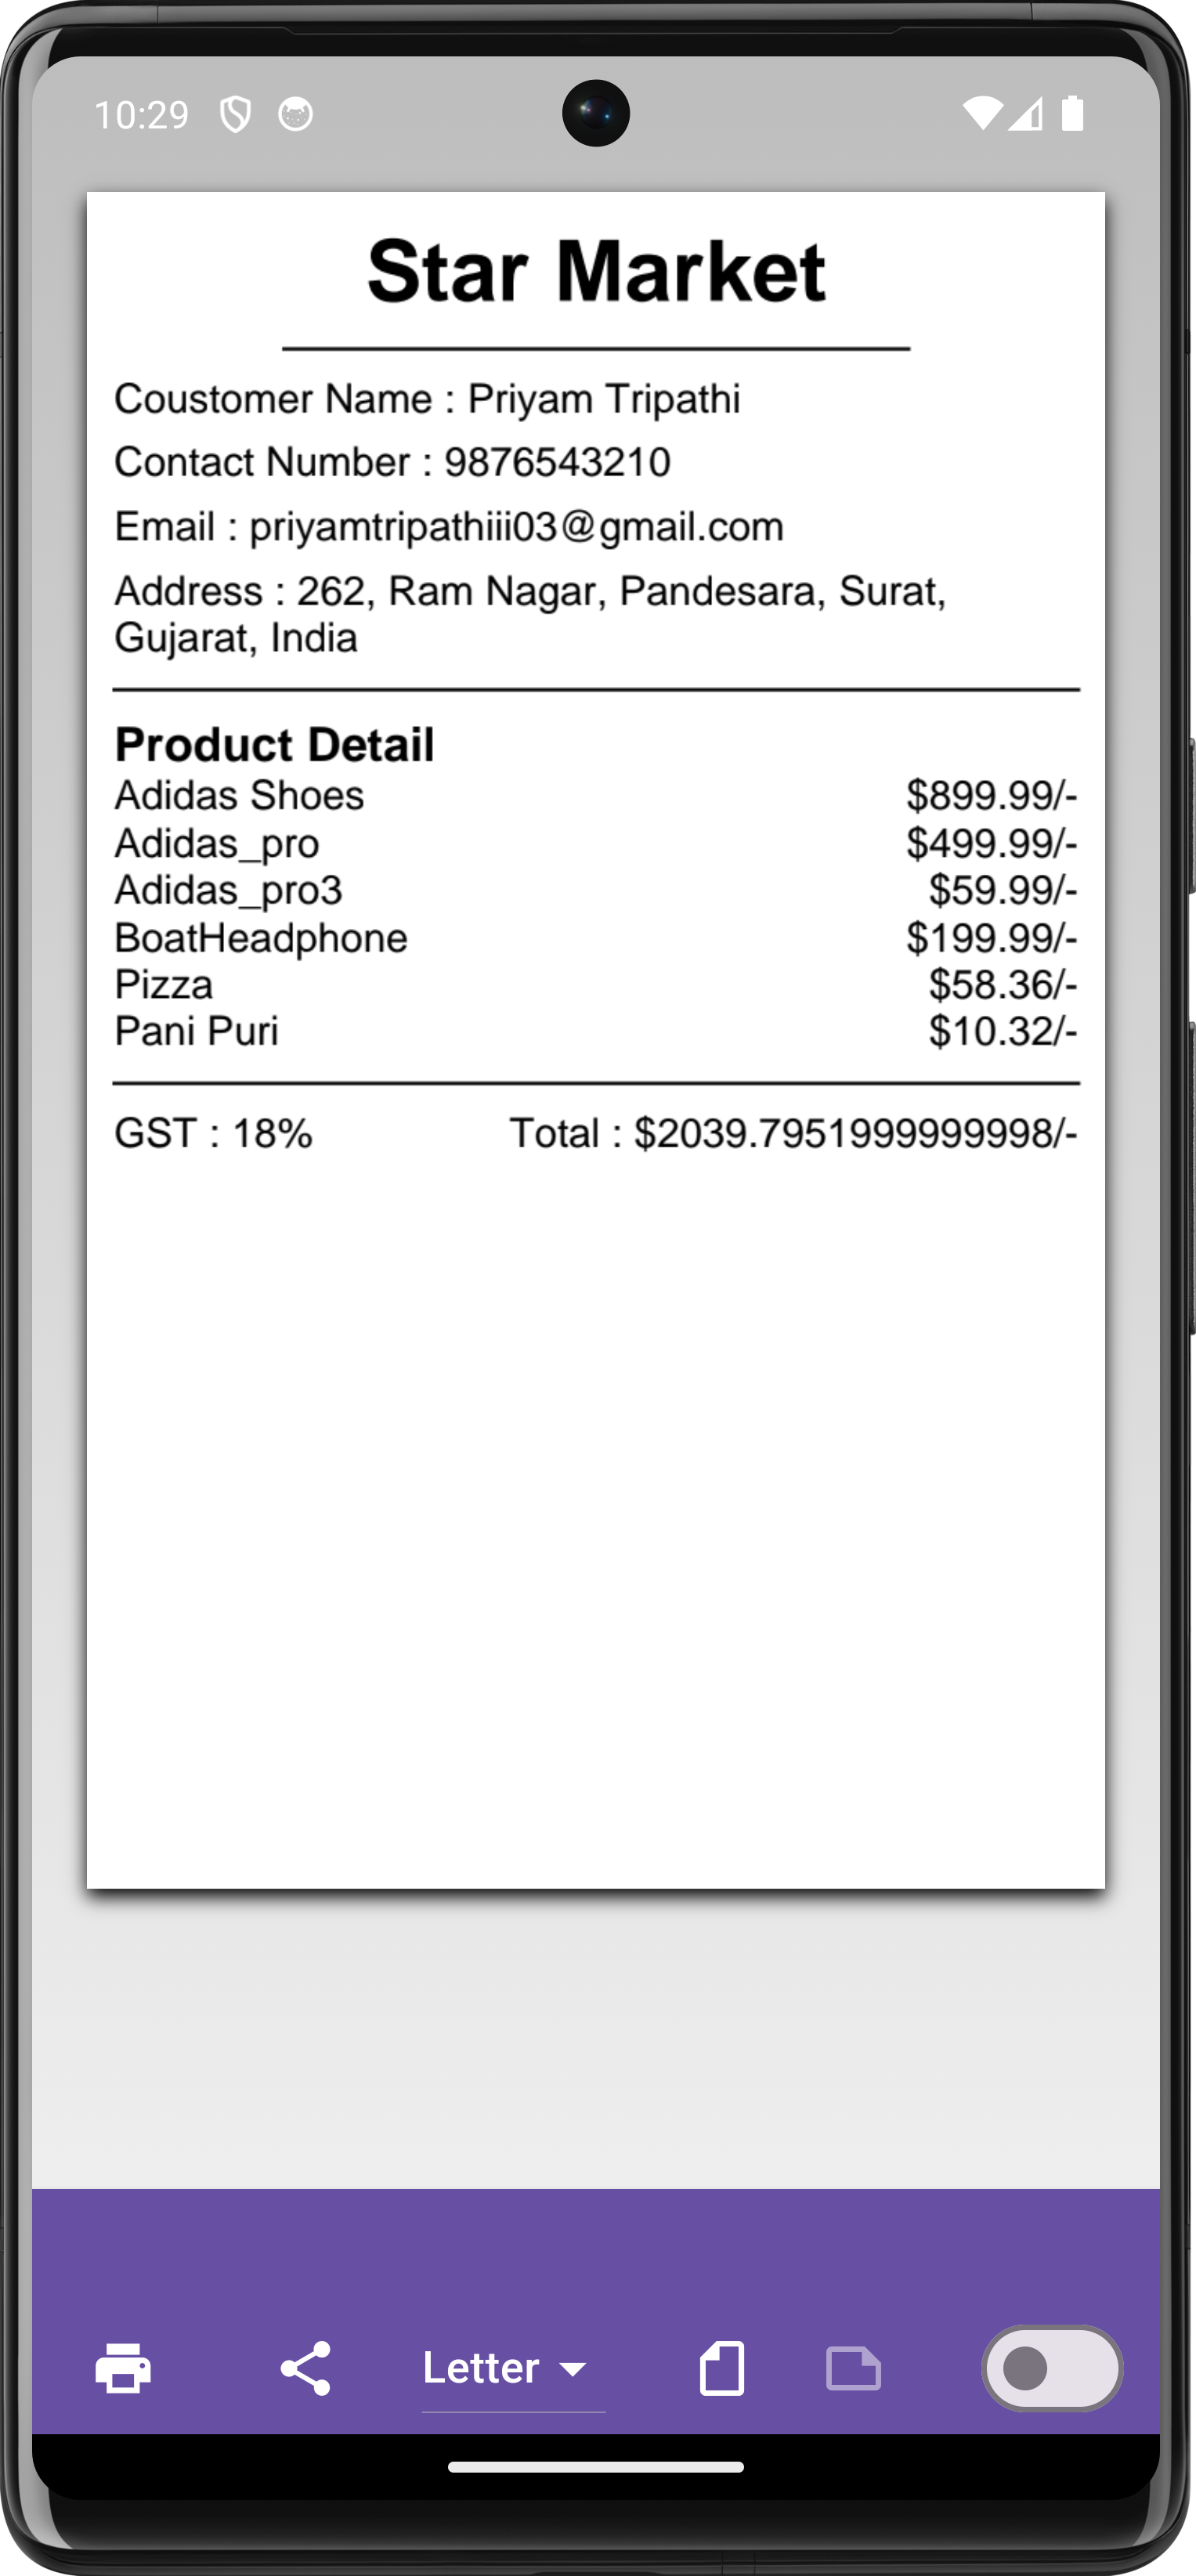 10:29
Star Market
Coustomer Name : Priyam Tripathi
Contact Number : 9876543210
Email : priyamtripathiii03@gmail.com
Address : 262, Ram Nagar, Pandesara, Surat,
Gujarat, India
Product Detail
Adidas Shoes $899.99/-
Adidas_pro $499.99/-
Adidas_pro3 $59.99/-
BoatHeadphone $199.99/-
Pizza $58.36/-
Pani Puri $10.32/-
GST : 18% Total : $2039.7951999999998/-
Letter